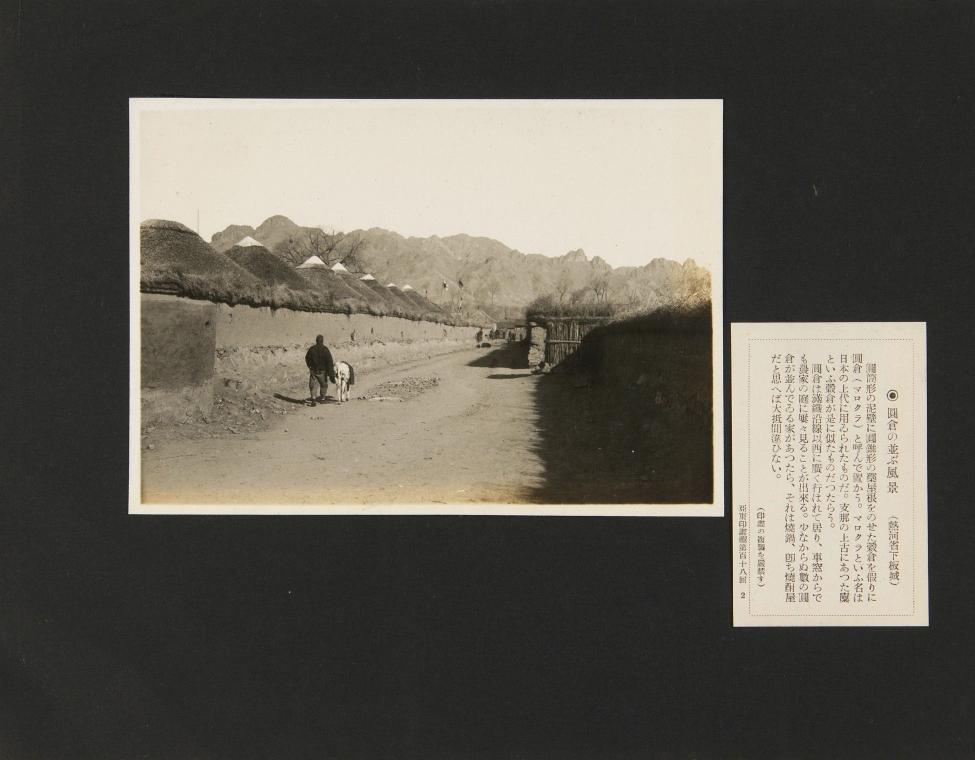 ◉ 圓倉の並ぶ風景 (熱河省下板城)
圓筒形の泥壁に圓錐形の藁屋根をのせた穀倉を假りに
圓倉(マロクラ)と呼んで置かう。マロクラといふ名は
日本の上代に用ゐられたものだ。支那の上古にあつた廩
といふ穀倉が是に似たものだつたらう。
圓倉は滿鐵沿線以西に廣く行はれて居り、車窓からで
も農家の庭に屢々見ることが出來る。少なからぬ數の圓
倉が並んでゐる家があつたら、それは燒鍋、卽ち燒酎屋
だと思へば大抵間違ひない。
(印畫の複製を嚴禁す)
亞東印畫輯第百十八回 2